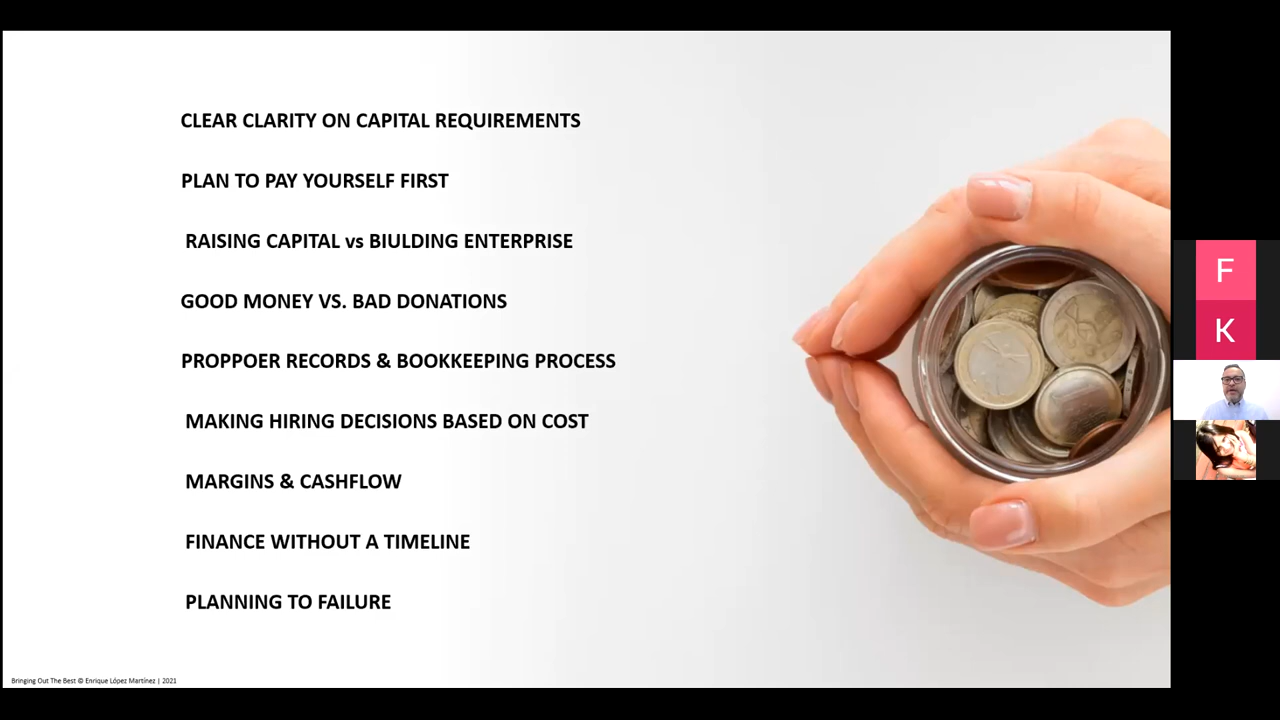 CLEAR CLARITY ON CAPITAL REQUIREMENTS
PLAN TO PAY YOURSELF FIRST
RAISING CAPITAL vs BIULDING ENTERPRISE
GOOD MONEY VS. BAD DONATIONS
PROPPOER RECORDS & BOOKKEEPING PROCESS
MAKING HIRING DECISIONS BASED ON COST
MARGINS & CASHFLOW
FINANCE WITHOUT A TIMELINE
PLANNING TO FAILURE
Bringing Out The Best © Enrique López Martínez | 2021
F
K